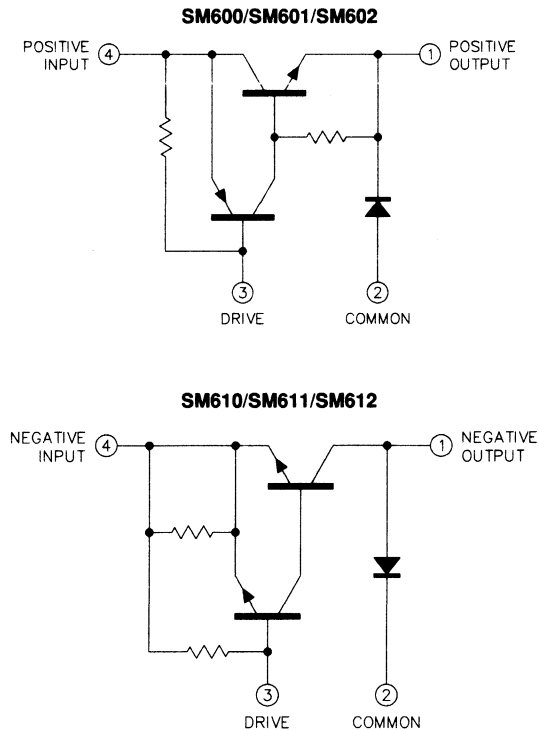 SM600/SM601/SM602
POSITIVE
INPUT
4
1
POSITIVE
OUTPUT
3
2
DRIVE
COMMON
SM610/SM611/SM612
NEGATIVE
INPUT
4
1
NEGATIVE
OUTPUT
3
2
DRIVE
COMMON